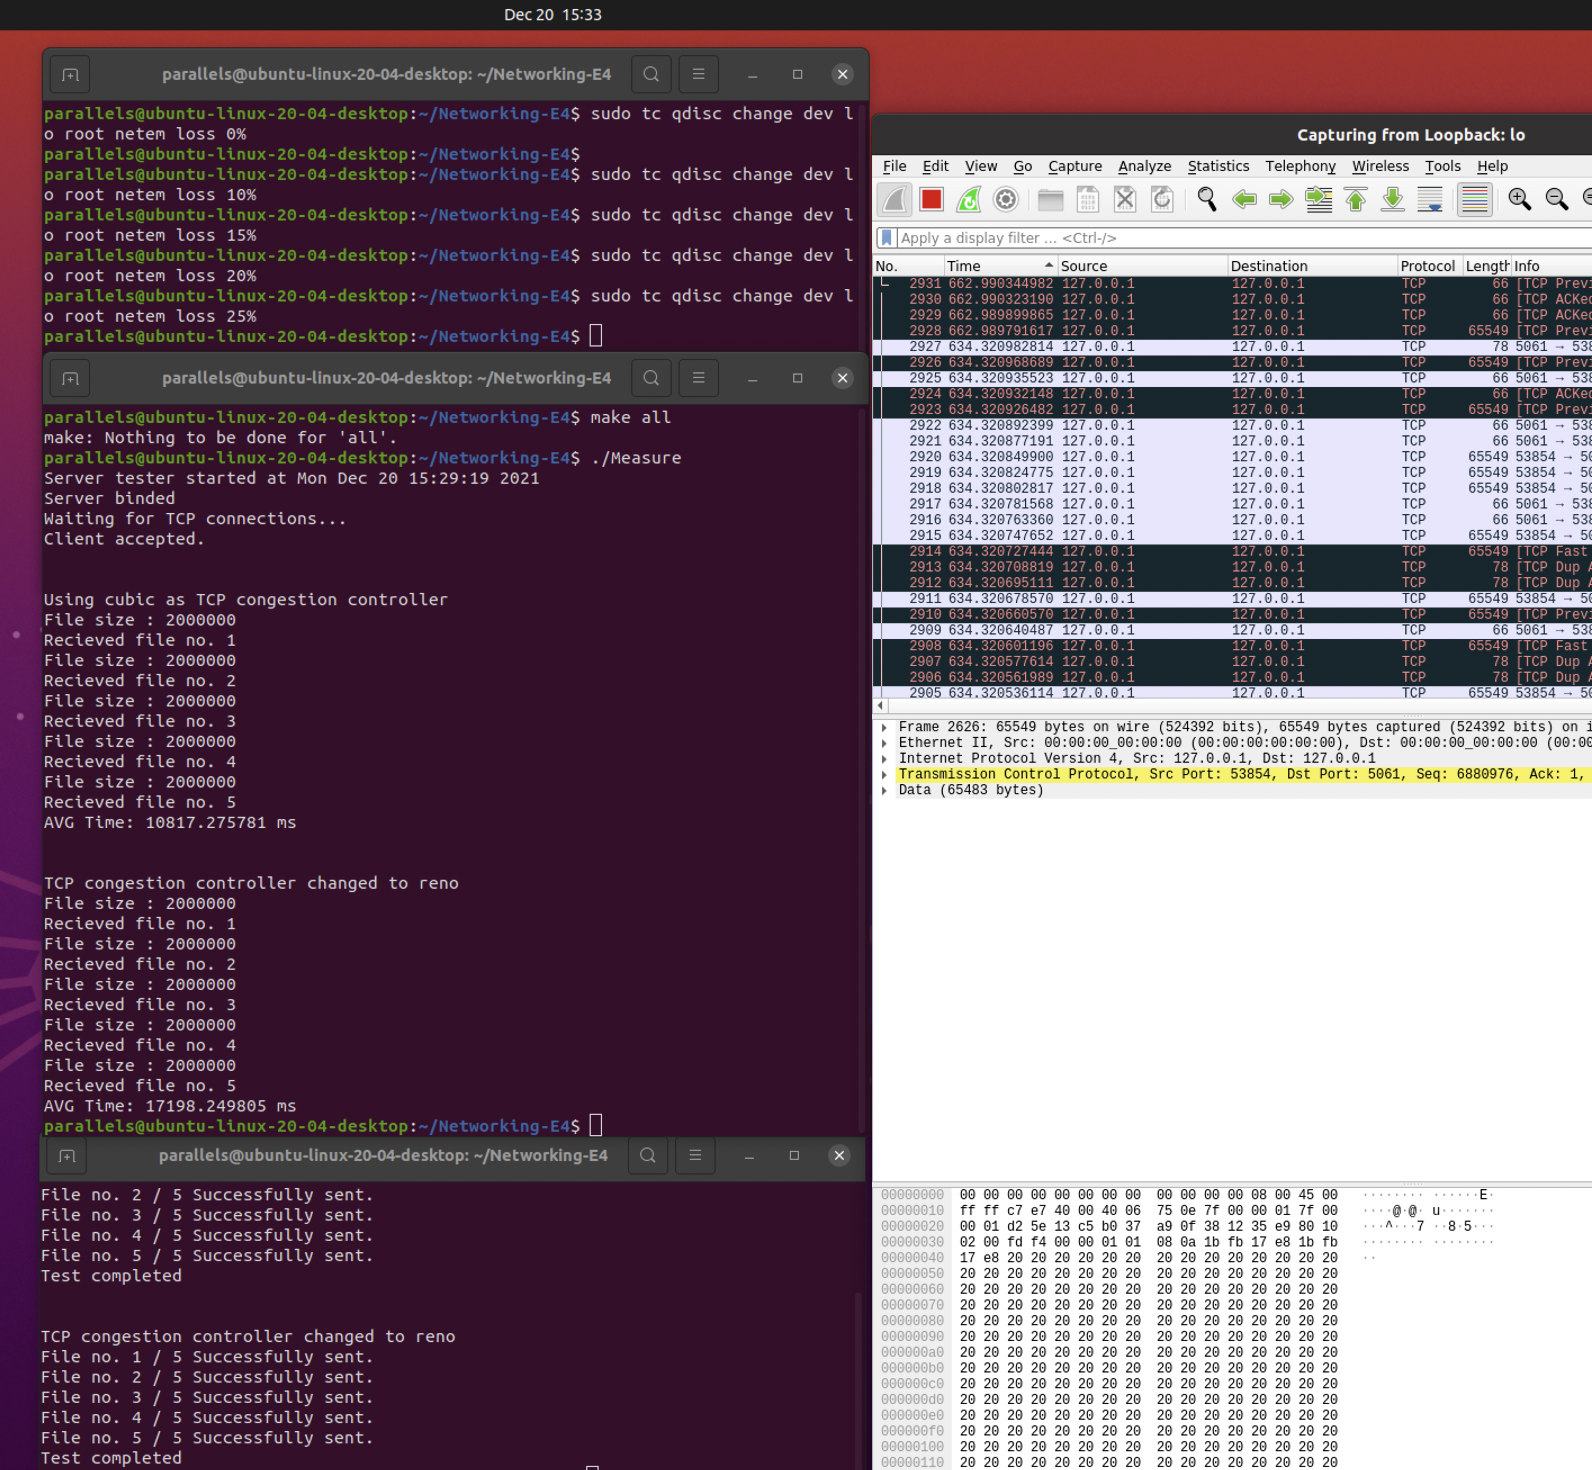 Dec 20 15:33
parallels@ubuntu-linux-20-04-desktop: ~/Networking-E4
parallels@ubuntu-linux-20-04-desktop:~/Networking-E4$ sudo tc qdisc change dev l
o root netem loss 0%
parallels@ubuntu-linux-20-04-desktop:~/Networking-E4$
parallels@ubuntu-linux-20-04-desktop:~/Networking-E4$ sudo tc qdisc change dev l
o root netem loss 10%
parallels@ubuntu-linux-20-04-desktop:~/Networking-E4$ sudo tc qdisc change dev l
o root netem loss 15%
parallels@ubuntu-linux-20-04-desktop:~/Networking-E4$ sudo tc qdisc change dev l
o root netem loss 20%
parallels@ubuntu-linux-20-04-desktop:~/Networking-E4$ sudo tc qdisc change dev l
o root netem loss 25%
parallels@ubuntu-linux-20-04-desktop:~/Networking-E4$
parallels@ubuntu-linux-20-04-desktop: ~/Networking-E4
parallels@ubuntu-linux-20-04-desktop:~/Networking-E4$ make all
make: Nothing to be done for 'all'.
parallels@ubuntu-linux-20-04-desktop:~/Networking-E4$ ./Measure
Server tester started at Mon Dec 20 15:29:19 2021
Server binded
Waiting for TCP connections...
Client accepted.
Using cubic as TCP congestion controller
File size : 2000000
Recieved file no. 1
File size : 2000000
Recieved file no. 2
File size : 2000000
Recieved file no. 3
File size : 2000000
Recieved file no. 4
File size : 2000000
Recieved file no. 5
AVG Time: 10817.275781 ms
TCP congestion controller changed to reno
File size : 2000000
Recieved file no. 1
File size : 2000000
Recieved file no. 2
File size : 2000000
Recieved file no. 3
File size : 2000000
Recieved file no. 4
File size : 2000000
Recieved file no. 5
AVG Time: 17198.249805 ms
parallels@ubuntu-linux-20-04-desktop:~/Networking-E4$
parallels@ubuntu-linux-20-04-desktop: ~/Networking-E4
File no. 2 / 5 Successfully sent.
File no. 3 / 5 Successfully sent.
File no. 4 / 5 Successfully sent.
File no. 5 / 5 Successfully sent.
Test completed
TCP congestion controller changed to reno
File no. 1 / 5 Successfully sent.
File no. 2 / 5 Successfully sent.
File no. 3 / 5 Successfully sent.
File no. 4 / 5 Successfully sent.
File no. 5 / 5 Successfully sent.
Test completed
Capturing from Loopback: lo
File Edit View Go Capture Analyze Statistics Telephony Wireless Tools Help
Apply a display filter ... <Ctrl-/>
No. Time Source Destination Protocol Length Info
2931 662.990344982 127.0.0.1 127.0.0.1 TCP 66 [TCP Previ
2930 662.990323190 127.0.0.1 127.0.0.1 TCP 66 [TCP ACKed
2929 662.989899865 127.0.0.1 127.0.0.1 TCP 66 [TCP ACKed
2928 662.989791617 127.0.0.1 127.0.0.1 TCP 65549 [TCP Previ
2927 634.320982814 127.0.0.1 127.0.0.1 TCP 78 5061 → 538
2926 634.320968689 127.0.0.1 127.0.0.1 TCP 65549 [TCP Previ
2925 634.320935523 127.0.0.1 127.0.0.1 TCP 66 5061 → 538
2924 634.320932148 127.0.0.1 127.0.0.1 TCP 66 [TCP ACKed
2923 634.320926482 127.0.0.1 127.0.0.1 TCP 65549 [TCP Previ
2922 634.320892399 127.0.0.1 127.0.0.1 TCP 66 5061 → 538
2921 634.320877191 127.0.0.1 127.0.0.1 TCP 66 5061 → 538
2920 634.320849900 127.0.0.1 127.0.0.1 TCP 65549 53854 → 50
2919 634.320824775 127.0.0.1 127.0.0.1 TCP 65549 53854 → 50
2918 634.320802817 127.0.0.1 127.0.0.1 TCP 65549 53854 → 50
2917 634.320781568 127.0.0.1 127.0.0.1 TCP 66 5061 → 538
2916 634.320763360 127.0.0.1 127.0.0.1 TCP 66 5061 → 538
2915 634.320747652 127.0.0.1 127.0.0.1 TCP 65549 53854 → 50
2914 634.320727444 127.0.0.1 127.0.0.1 TCP 65549 [TCP Fast
2913 634.320708819 127.0.0.1 127.0.0.1 TCP 78 [TCP Dup A
2912 634.320695111 127.0.0.1 127.0.0.1 TCP 78 [TCP Dup A
2911 634.320678570 127.0.0.1 127.0.0.1 TCP 65549 53854 → 50
2910 634.320660570 127.0.0.1 127.0.0.1 TCP 65549 [TCP Previ
2909 634.320640487 127.0.0.1 127.0.0.1 TCP 66 5061 → 538
2908 634.320601196 127.0.0.1 127.0.0.1 TCP 65549 [TCP Fast
2907 634.320577614 127.0.0.1 127.0.0.1 TCP 78 [TCP Dup A
2906 634.320561989 127.0.0.1 127.0.0.1 TCP 78 [TCP Dup A
2905 634.320536114 127.0.0.1 127.0.0.1 TCP 65549 53854 → 50
Frame 2626: 65549 bytes on wire (524392 bits), 65549 bytes captured (524392 bits) on i
Ethernet II, Src: 00:00:00_00:00:00 (00:00:00:00:00:00), Dst: 00:00:00_00:00:00 (00:00
Internet Protocol Version 4, Src: 127.0.0.1, Dst: 127.0.0.1
Transmission Control Protocol, Src Port: 53854, Dst Port: 5061, Seq: 6880976, Ack: 1,
Data (65483 bytes)
00000000 00 00 00 00 00 00 00 00 00 00 00 00 08 00 45 00 ········ ······E·
00000010 ff ff c7 e7 40 00 40 06 75 0e 7f 00 00 01 7f 00 ····@·@· u·······
00000020 00 01 d2 5e 13 c5 b0 37 a9 0f 38 12 35 e9 80 10 ···^···7 ··8·5···
00000030 02 00 fd f4 00 00 01 01 08 0a 1b fb 17 e8 1b fb ········ ········
00000040 17 e8 20 20 20 20 20 20 20 20 20 20 20 20 20 20 ··
00000050 20 20 20 20 20 20 20 20 20 20 20 20 20 20 20 20
00000060 20 20 20 20 20 20 20 20 20 20 20 20 20 20 20 20
00000070 20 20 20 20 20 20 20 20 20 20 20 20 20 20 20 20
00000080 20 20 20 20 20 20 20 20 20 20 20 20 20 20 20 20
00000090 20 20 20 20 20 20 20 20 20 20 20 20 20 20 20 20
000000a0 20 20 20 20 20 20 20 20 20 20 20 20 20 20 20 20
000000b0 20 20 20 20 20 20 20 20 20 20 20 20 20 20 20 20
000000c0 20 20 20 20 20 20 20 20 20 20 20 20 20 20 20 20
000000d0 20 20 20 20 20 20 20 20 20 20 20 20 20 20 20 20
000000e0 20 20 20 20 20 20 20 20 20 20 20 20 20 20 20 20
000000f0 20 20 20 20 20 20 20 20 20 20 20 20 20 20 20 20
00000100 20 20 20 20 20 20 20 20 20 20 20 20 20 20 20 20
00000110 20 20 20 20 20 20 20 20 20 20 20 20 20 20 20 20